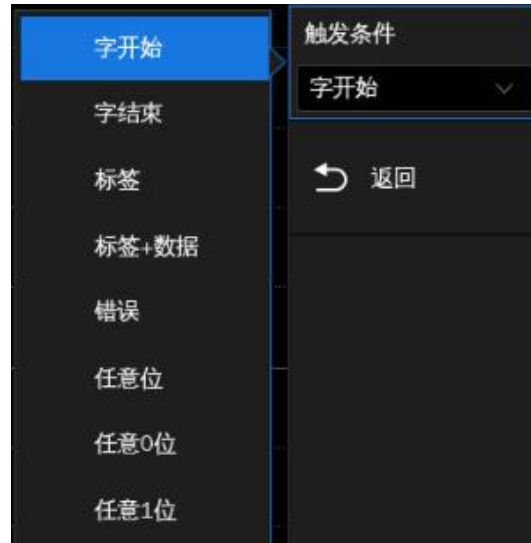 字开始
字结束
标签
标签+数据
错误
任意位
任意0位
任意1位
触发条件
字开始
返回